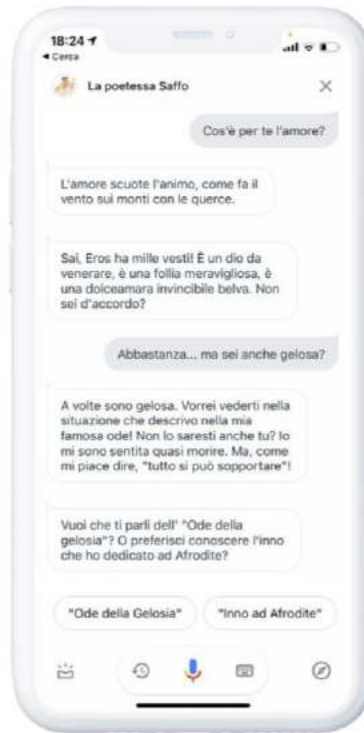 18:24
Cerca
La poetessa Saffo
Cos'è per te l'amore?
L'amore scuote l'animo, come fa il
vento sui monti con le querce.
Sai, Eros ha mille vesti! È un dio da
venerare, è una follia meravigliosa, è
una dolceamara invincibile belva. Non
sei d'accordo?
Abbastanza... ma sei anche gelosa?
A volte sono gelosa. Vorrei vederti nella
situazione che descrivo nella mia
famosa ode! Non lo saresti anche tu? Io
mi sono sentita quasi morire. Ma, come
mi piace dire, "tutto si può sopportare"!
Vuoi che ti parli dell' "Ode della
gelosia"? O preferisci conoscere l'inno
che ho dedicato ad Afrodite?
"Ode della Gelosia" "Inno ad Afrodite"